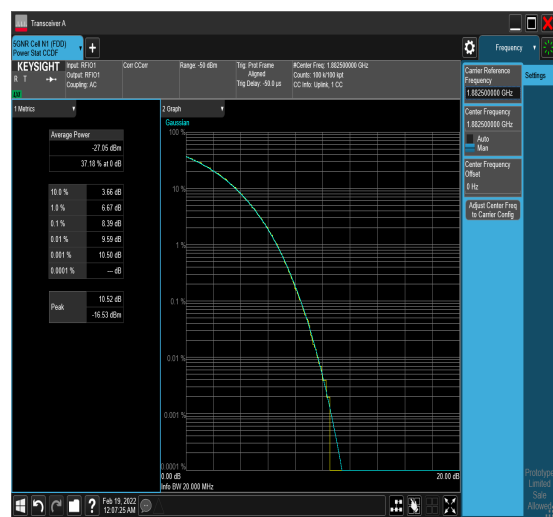 Transceiver A
5GNR Cell N1 (FDD)
Power Stat CCDF
Frequency
KEYSIGHT
R T
Input: RFIO1
Output: RFIO1
Coupling: AC
Corr CCorr
Range: -50 dBm
Trig: Prst Frame
Aligned
Trig Delay: -50.0 µs
#Center Freq: 1.882500000 GHz
Counts: 100 k/100 kpt
CC Info: Uplink, 1 CC
1 Metrics
Average Power
-27.05 dBm
37.18 % at 0 dB
10.0 % 3.66 dB
1.0 % 6.67 dB
0.1 % 8.39 dB
0.01 % 9.59 dB
0.001 % 10.50 dB
0.0001 % --- dB
Peak
10.52 dB
-16.53 dBm
2 Graph
Gaussian
100 %
10 %
1 %
0.1 %
0.01 %
0.001 %
0.0001 %
0.00 dB
20.00 dB
Info BW 20.000 MHz
Carrier Reference
Frequency
1.882500000 GHz
Center Frequency
1.882500000 GHz
Auto
Man
Center Frequency
Offset
0 Hz
Adjust Center Freq
to Carrier Config
Settings
Prototype
Limited
Sale
Allowed
?
Feb 19, 2022
12:07:25 AM